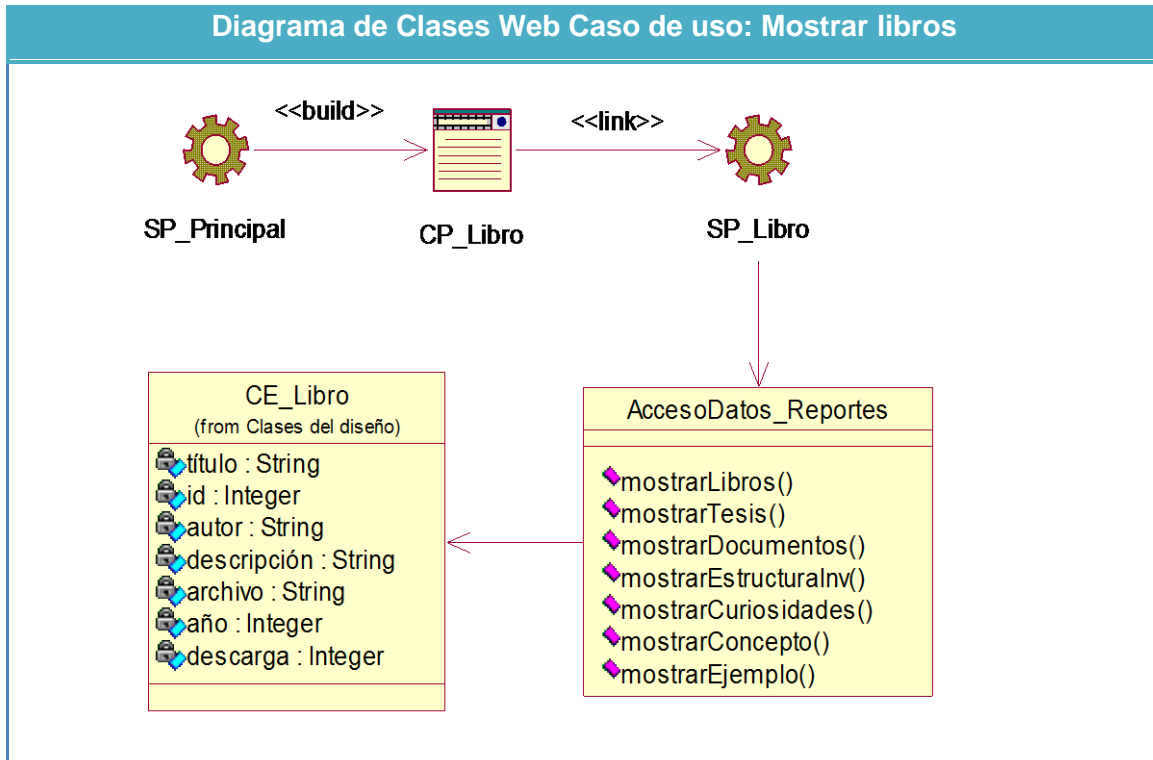 Diagrama de Clases Web Caso de uso: Mostrar libros
<<build>>
<<link>>
SP_Principal
CP_Libro
SP_Libro
CE_Libro
(from Clases del diseño)
título : String
id : Integer
autor : String
descripción : String
archivo : String
año : Integer
descarga : Integer
AccesoDatos_Reportes
mostrarLibros()
mostrarTesis()
mostrarDocumentos()
mostrarEstructuraInv()
mostrarCuriosidades()
mostrarConcepto()
mostrarEjemplo()